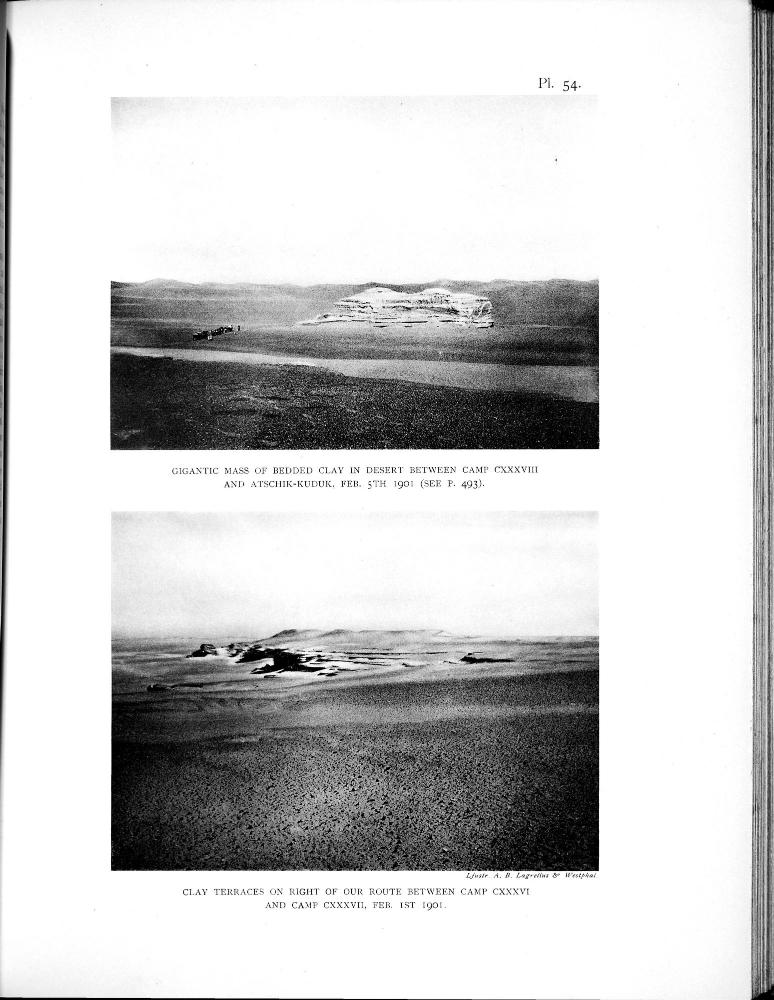 Pl. 54.
GIGANTIC MASS OF BEDDED CLAY IN DESERT BETWEEN CAMP CXXXVIII
AND ATSCHIK-KUDUK, FEB. 5TH 1901 (SEE P. 493).
Ljustr. A. B. Lagrelius & Westphal
CLAY TERRACES ON RIGHT OF OUR ROUTE BETWEEN CAMP CXXXVI
AND CAMP CXXXVII, FEB. 1ST 1901.